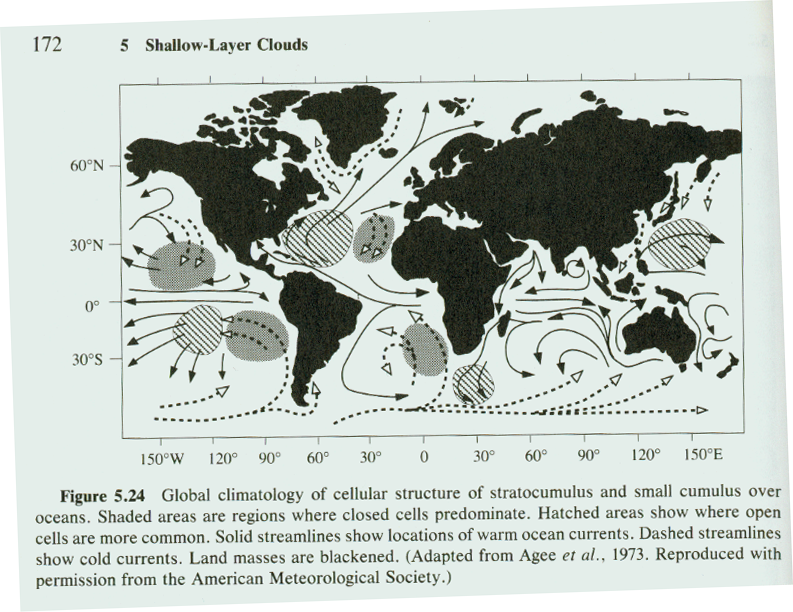 172 5 Shallow-Layer Clouds
60°N
30°N
0°
30°S
150°W 120° 90° 60° 30° 0 30° 60° 90° 120° 150°E
Figure 5.24 Global climatology of cellular structure of stratocumulus and small cumulus over
oceans. Shaded areas are regions where closed cells predominate. Hatched areas show where open
cells are more common. Solid streamlines show locations of warm ocean currents. Dashed streamlines
show cold currents. Land masses are blackened. (Adapted from Agee et al., 1973. Reproduced with
permission from the American Meteorological Society.)